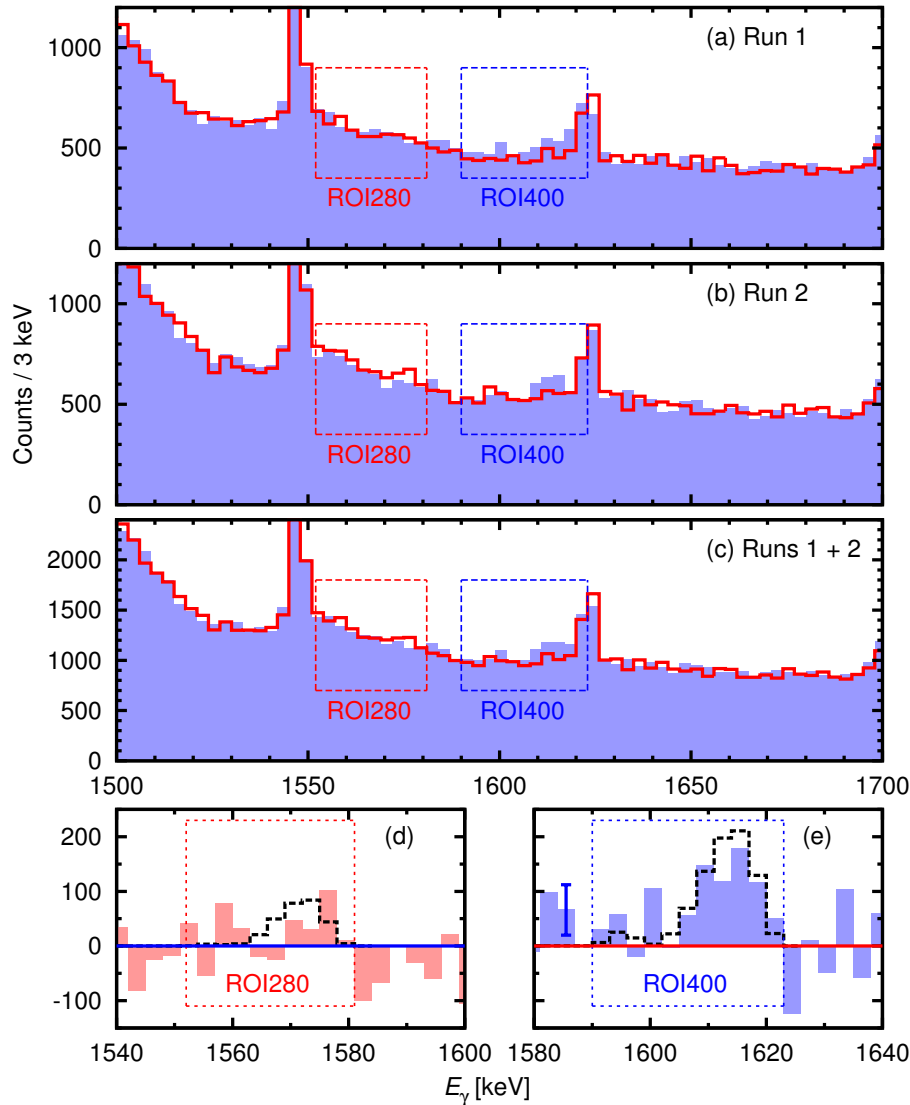 (a) Run 1
1000
500
0
ROI280
ROI400
(b) Run 2
1000
500
0
ROI280
ROI400
Counts / 3 keV
(c) Runs 1 + 2
2000
1500
1000
500
0
ROI280
ROI400
1500 1550 1600 1650 1700
(d)
200
100
0
-100
ROI280
1540 1560 1580 1600
(e)
ROI400
1580 1600 1620 1640
Eγ [keV]